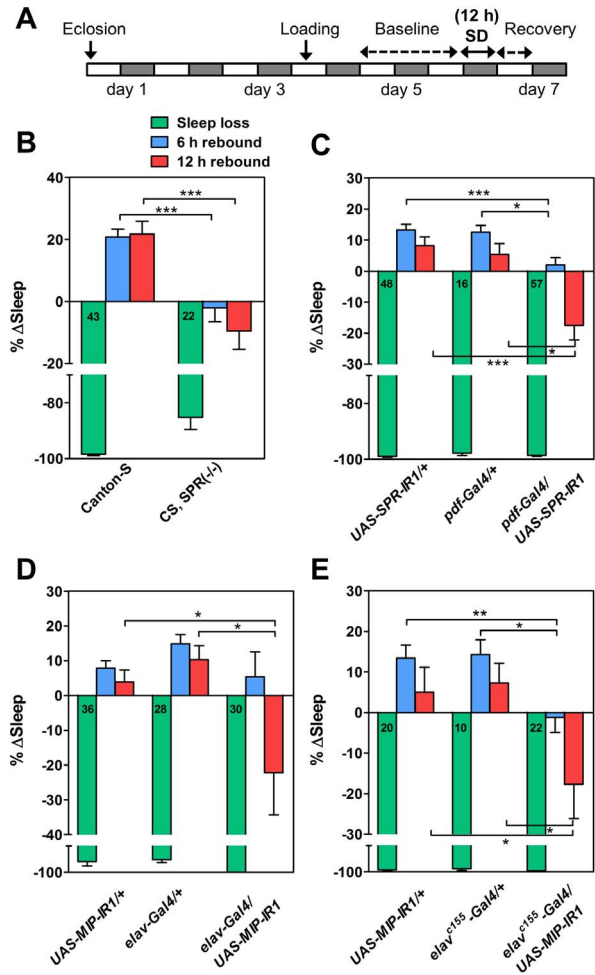 A
Eclosion
Loading
Baseline
(12 h)
SD
Recovery
day 1
day 3
day 5
day 7
Sleep loss
6 h rebound
12 h rebound
B
% ΔSleep
40
20
0
-20
-80
-100
***
***
43
22
Canton-S
CS, SPR(-/-)
C
% ΔSleep
30
20
10
0
-10
-20
-30
-80
-100
***
*
48
16
57
*
***
UAS-SPR-IR1/+
pdf-Gal4/+
pdf-Gal4/
UAS-SPR-IR1
D
% ΔSleep
30
20
10
0
-10
-20
-30
-40
-100
*
*
36
28
30
UAS-MIP-IR1/+
elav-Gal4/+
elav-Gal4/
UAS-MIP-IR1
E
% ΔSleep
30
20
10
0
-10
-20
-30
-100
**
*
20
10
22
*
*
UAS-MIP-IR1/+
elavc155-Gal4/+
elavc155-Gal4/
UAS-MIP-IR1